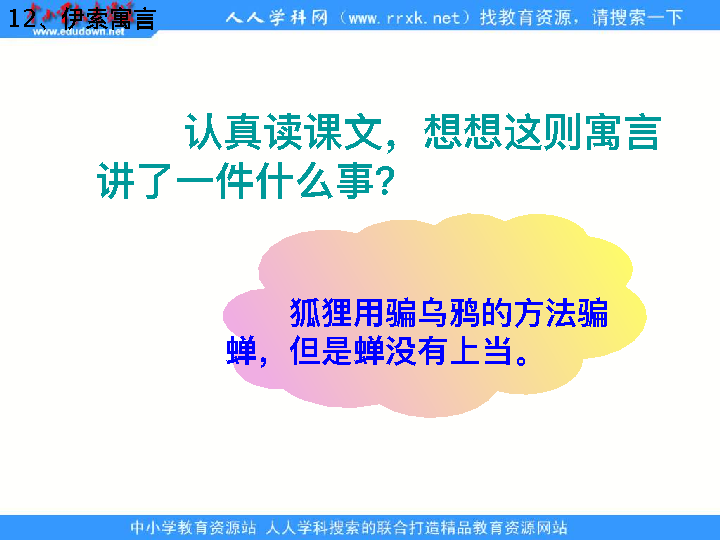 12、伊索寓言
www.edudown.net
人人学科网（www.rrxk.net）找教育资源，请搜索一下
认真读课文，想想这则寓言
讲了一件什么事？
狐狸用骗乌鸦的方法骗
蝉，但是蝉没有上当。
中小学教育资源站 人人学科搜索的联合打造精品教育资源网站